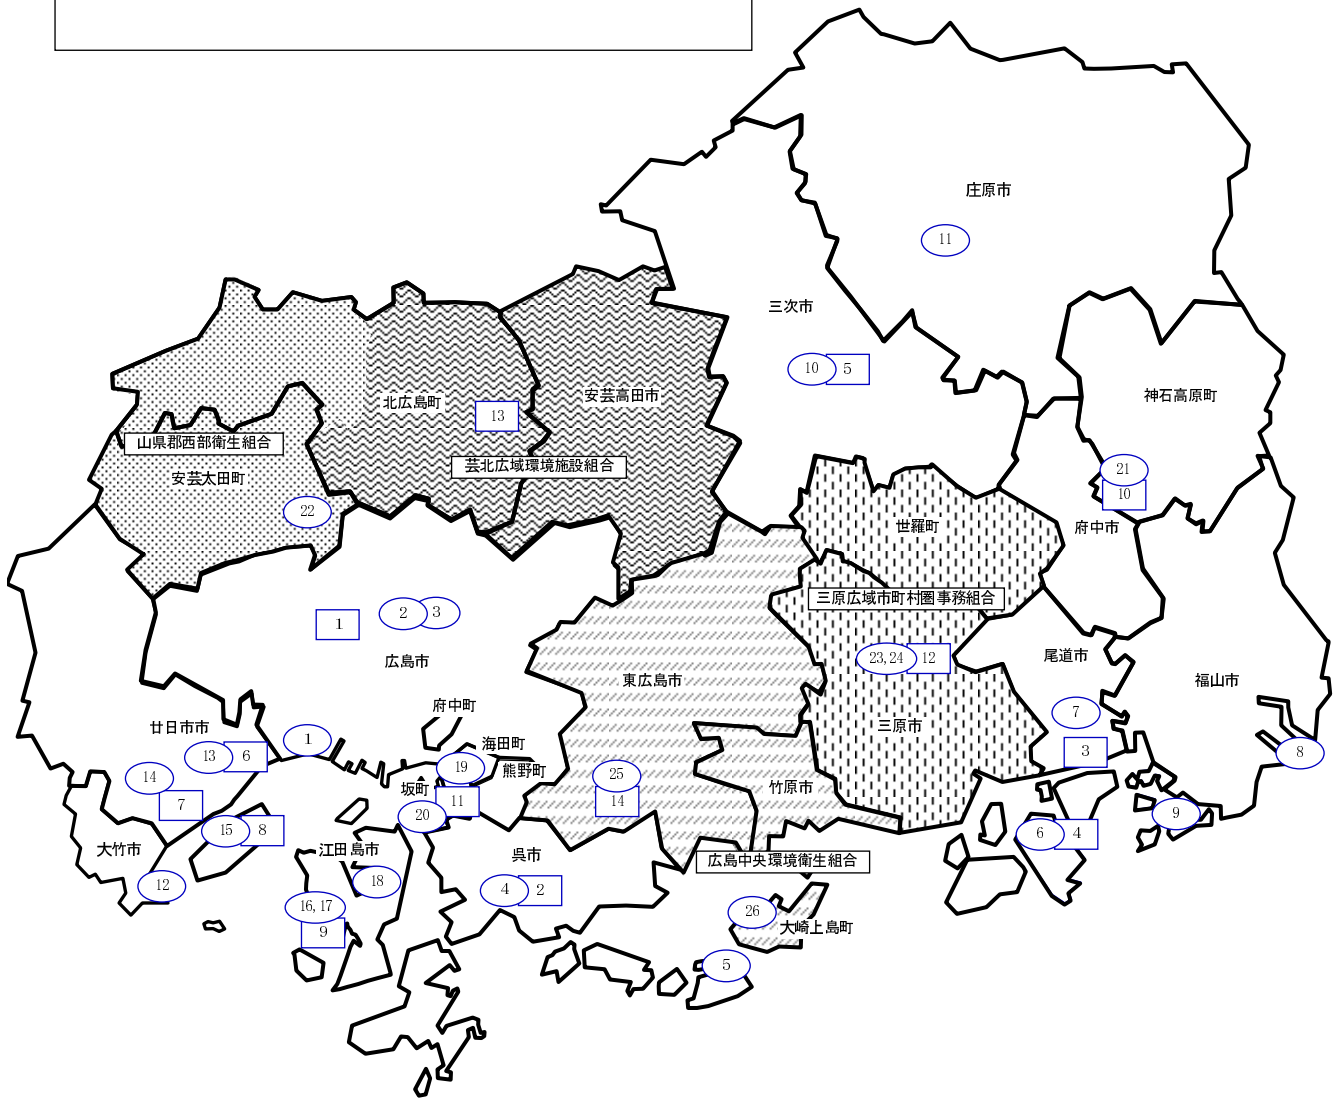 庄原市
11
三次市
10 5
神石高原町
安芸高田市
北広島町
13
山県郡西部衛生組合
芸北広域環境施設組合
安芸太田町
22
21
10
世羅町
府中市
三原広域市町村圏事務組合
1
2 3
広島市
23,24 12
尾道市
東広島市
福山市
府中町
三原市
7
廿日市市
1
海田町
3
8
13 6
熊野町
19
14
坂町
25
竹原市
7
11
14
20
9
15 8
6 4
大竹市
江田島市
呉市
広島中央環境衛生組合
12
18
4 2
16,17
9
26
大崎上島町
5